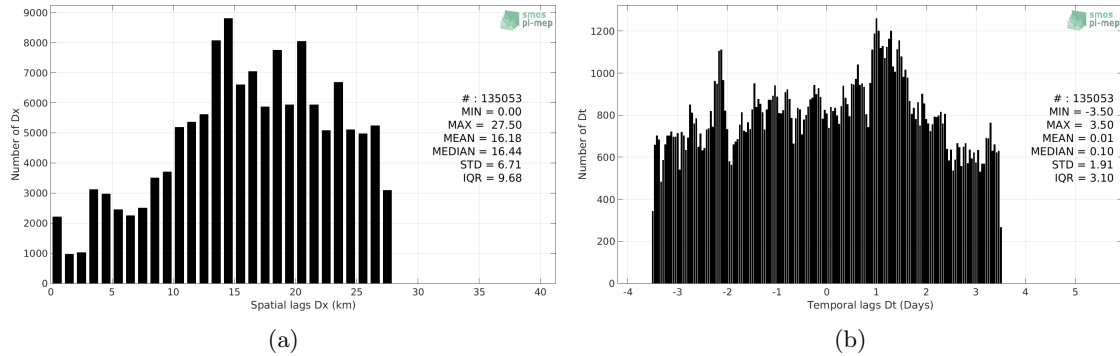 smos
pi-mep
9000
8000
7000
6000
5000
4000
3000
2000
1000
0
Number of Dx
# : 135053
MIN = 0.00
MAX = 27.50
MEAN = 16.18
MEDIAN = 16.44
STD = 6.71
IQR = 9.68
0 5 10 15 20 25 30 35 40
Spatial lags Dx (km)
(a)
smos
pi-mep
1200
1000
800
600
400
200
0
Number of Dt
# : 135053
MIN = -3.50
MAX = 3.50
MEAN = 0.01
MEDIAN = 0.10
STD = 1.91
IQR = 3.10
-4 -3 -2 -1 0 1 2 3 4 5
Temporal lags Dt (Days)
(b)